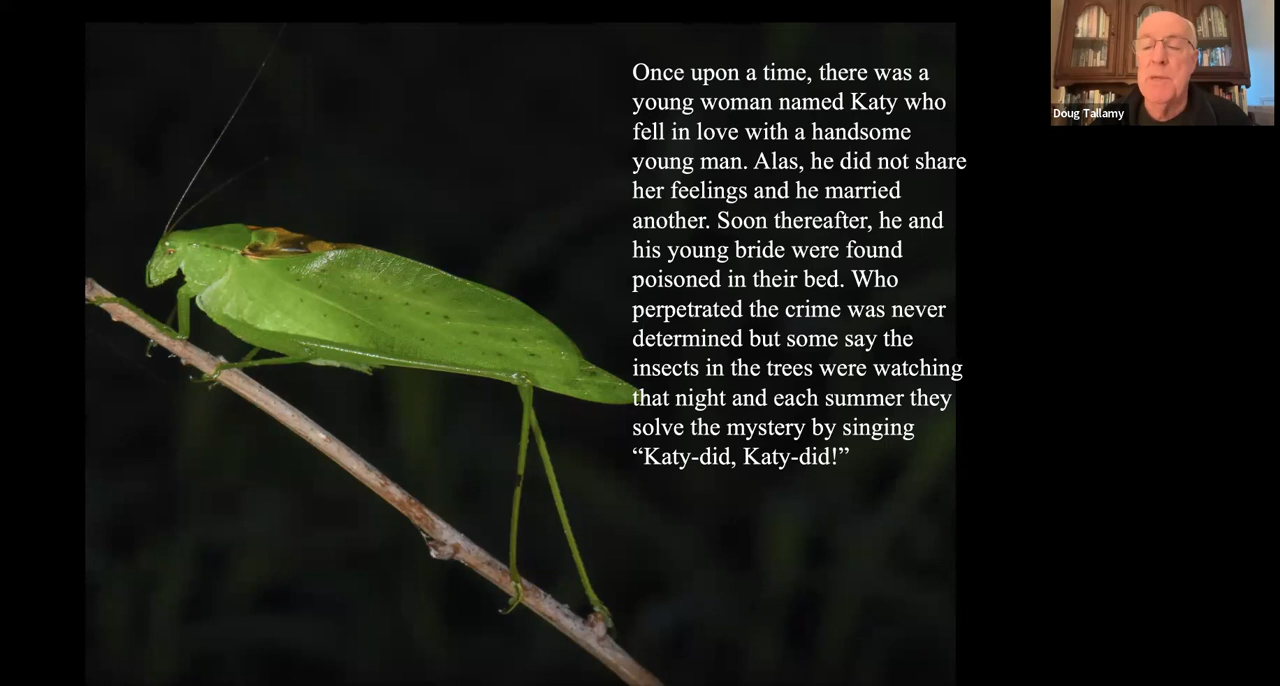 Once upon a time, there was a
young woman named Katy who
fell in love with a handsome
young man. Alas, he did not share
her feelings and he married
another. Soon thereafter, he and
his young bride were found
poisoned in their bed. Who
perpetrated the crime was never
determined but some say the
insects in the trees were watching
that night and each summer they
solve the mystery by singing
“Katy-did, Katy-did!”
Doug Tallamy